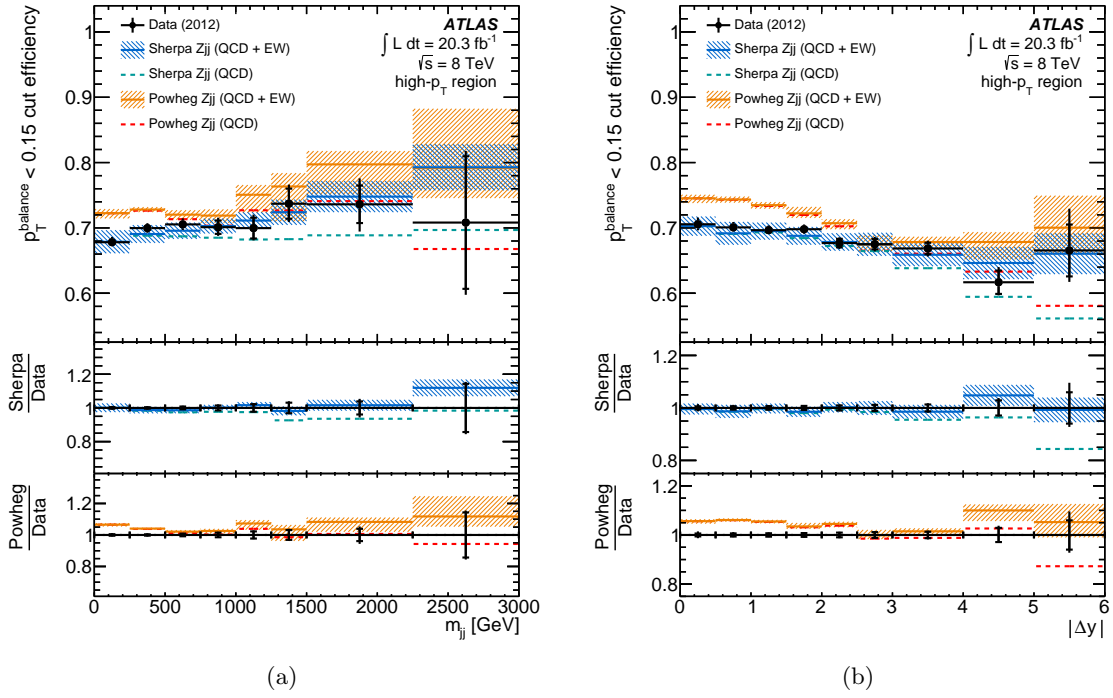 ATLAS
Data (2012)
Sherpa Zjj (QCD + EW)
Sherpa Zjj (QCD)
Powheg Zjj (QCD + EW)
Powheg Zjj (QCD)
∫ L dt = 20.3 fb⁻¹
√s = 8 TeV
high-p_T region
p_T^balance < 0.15 cut efficiency
1
0.9
0.8
0.7
0.6
Sherpa
Data
1.2
1
0.8
Powheg
Data
1.2
1
0.8
0 500 1000 1500 2000 2500 3000
m_jj [GeV]
(a)
ATLAS
Data (2012)
Sherpa Zjj (QCD + EW)
Sherpa Zjj (QCD)
Powheg Zjj (QCD + EW)
Powheg Zjj (QCD)
∫ L dt = 20.3 fb⁻¹
√s = 8 TeV
high-p_T region
p_T^balance < 0.15 cut efficiency
1
0.9
0.8
0.7
0.6
Sherpa
Data
1.2
1
0.8
Powheg
Data
1.2
1
0.8
0 1 2 3 4 5 6
|Δy|
(b)